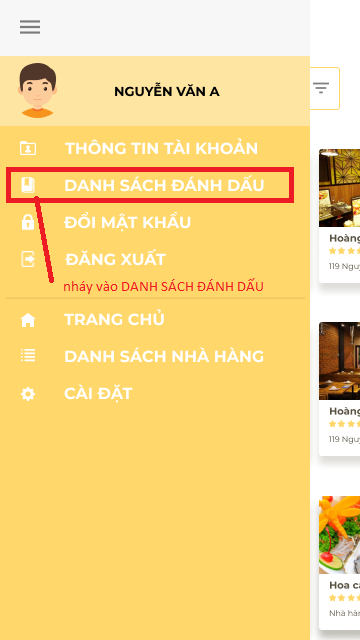 NGUYỄN VĂN A
THÔNG TIN TÀI KHOẢN
DANH SÁCH ĐÁNH DẤU
ĐỔI MẬT KHẨU
ĐĂNG XUẤT
nháy vào DANH SÁCH ĐÁNH DẤU
TRANG CHỦ
DANH SÁCH NHÀ HÀNG
CÀI ĐẶT
Hoàng
119 Nguy
Hoàng
119 Nguy
Hoa cả
Nhà hàn